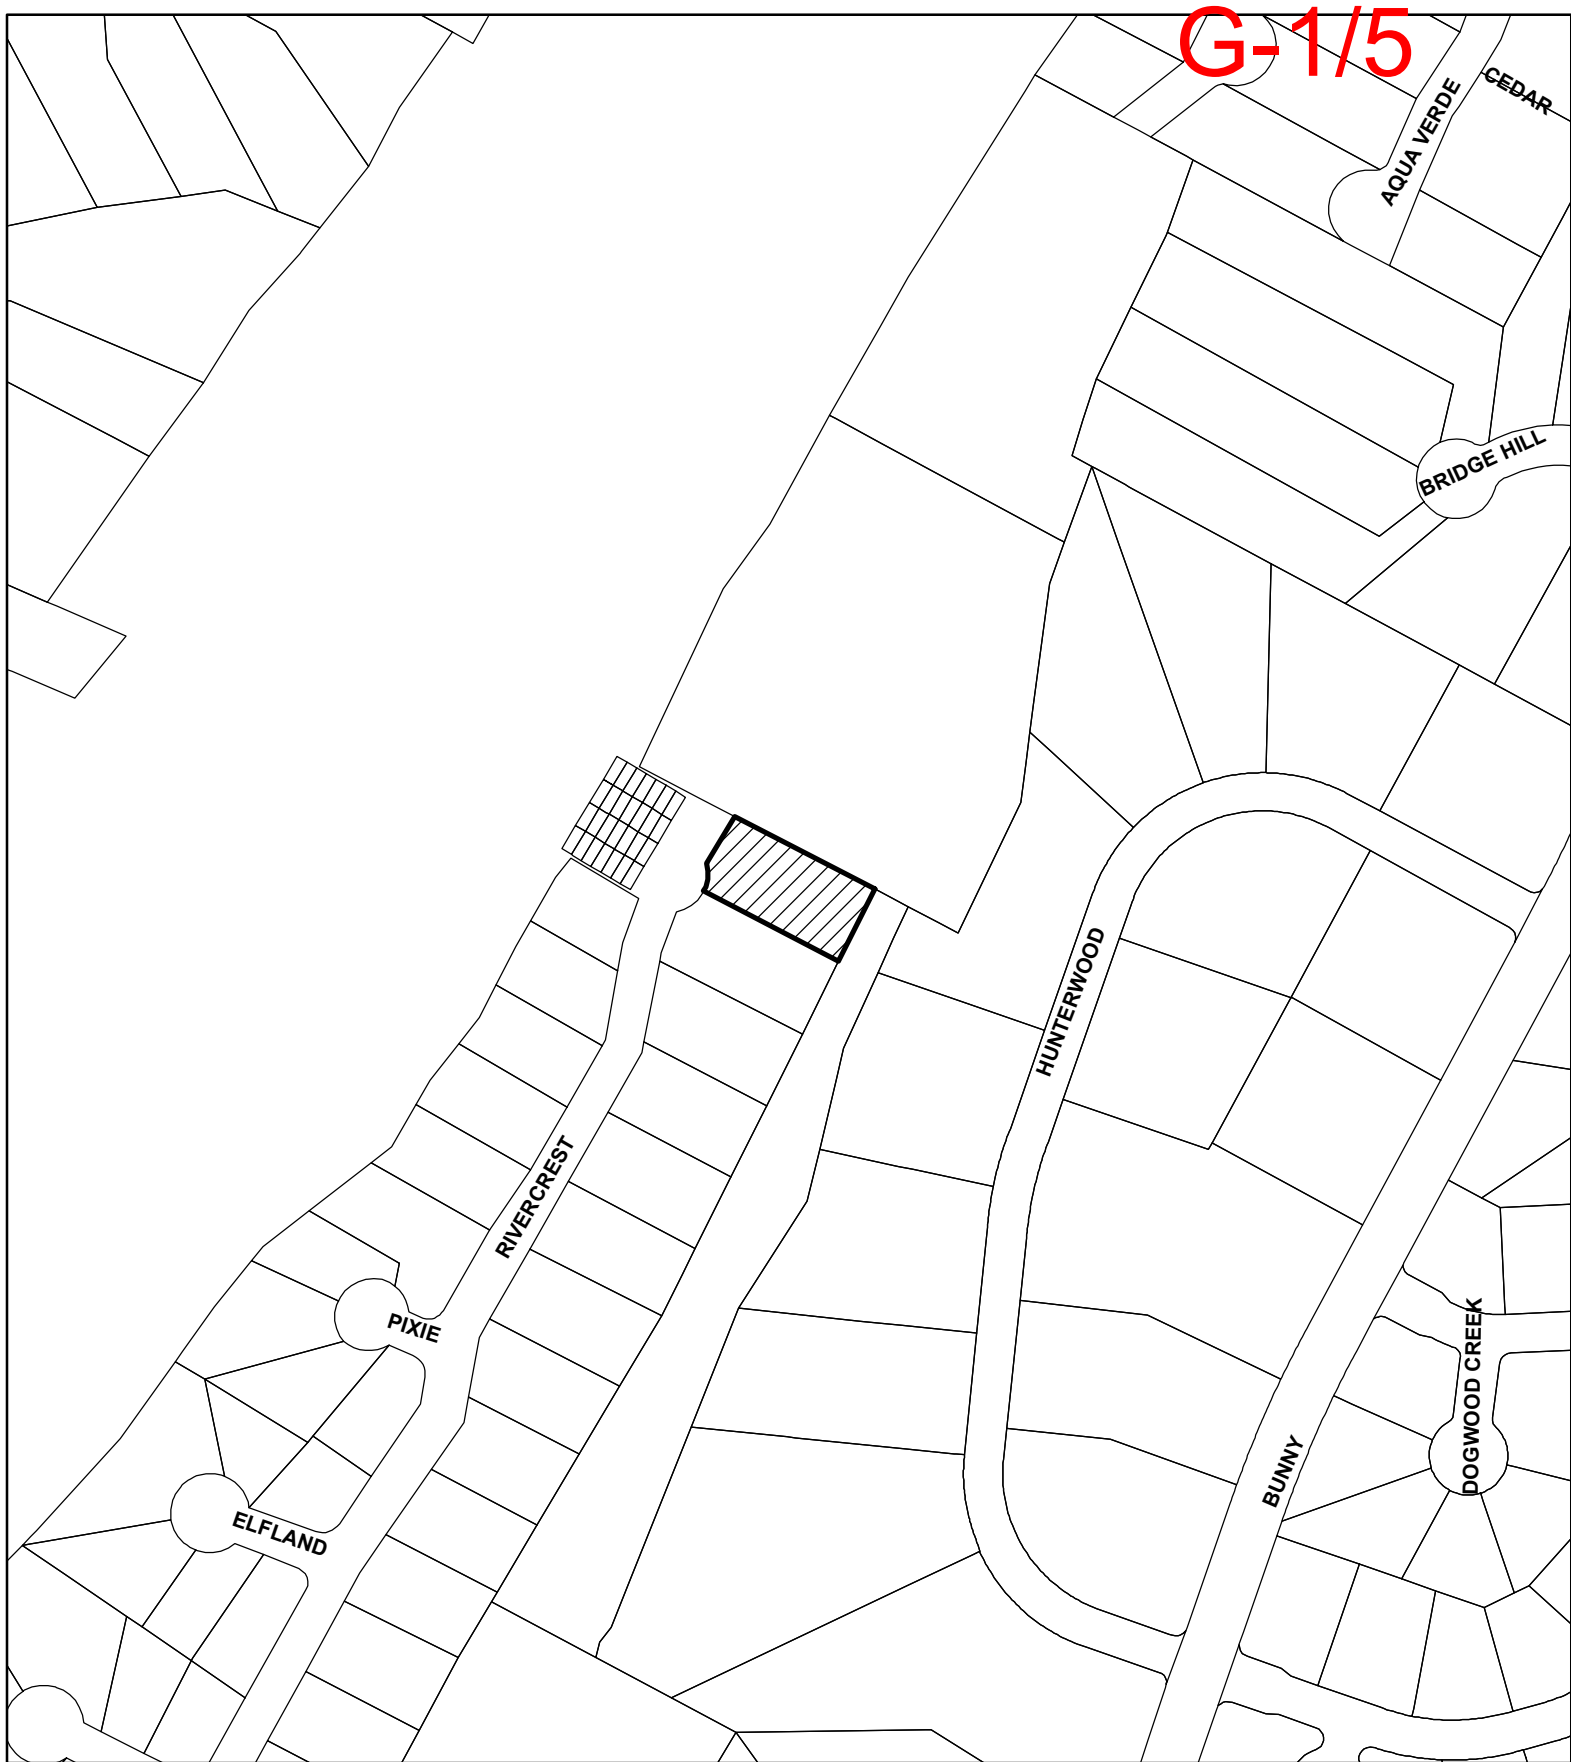 G-1/5
CEDAR
AQUA VERDE
BRIDGE HILL
HUNTERWOOD
RIVERCREST
PIXIE
DOGWOOD CREEK
BUNNY
ELFLAND